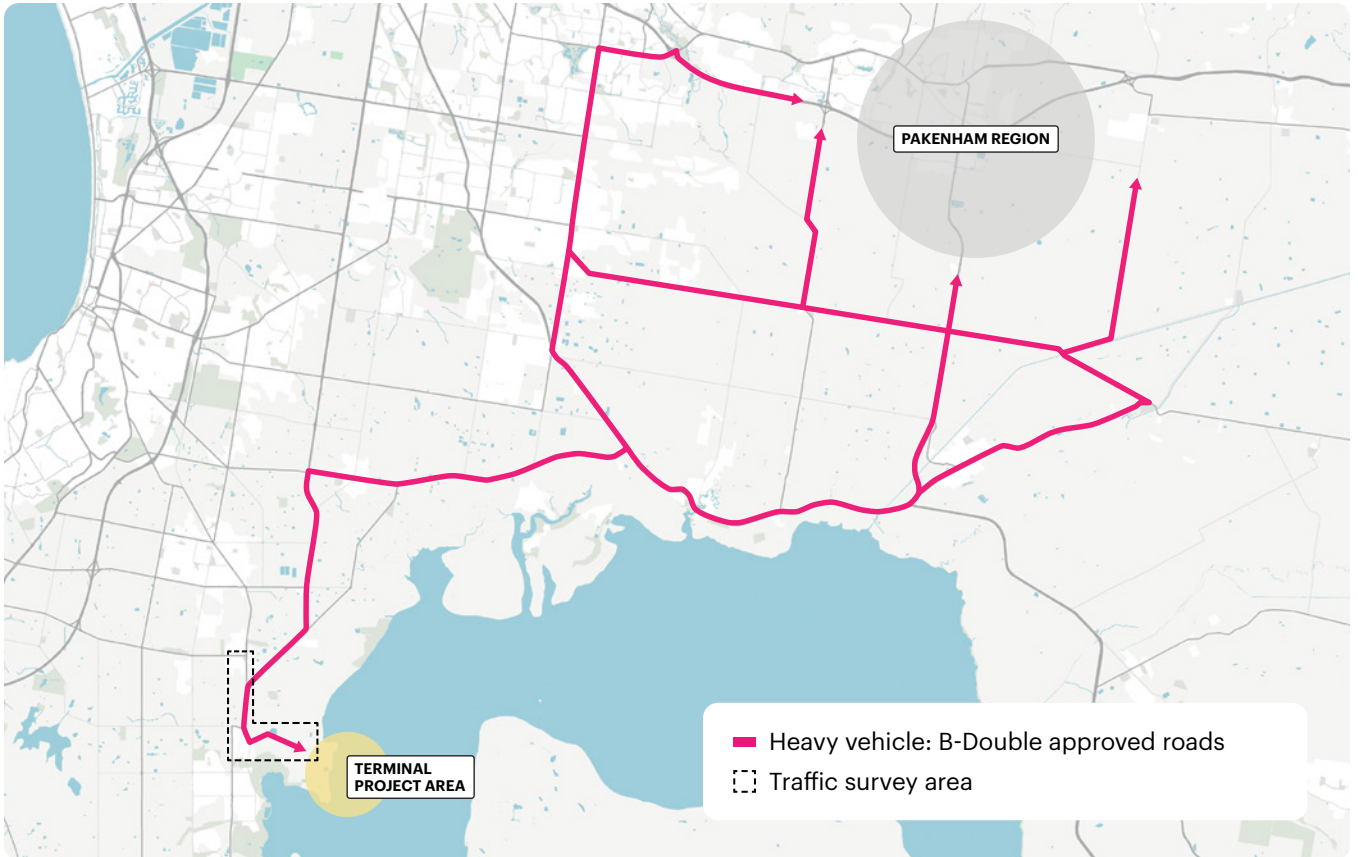 PAKENHAM REGION
TERMINAL
PROJECT AREA
Heavy vehicle: B-Double approved roads
Traffic survey area